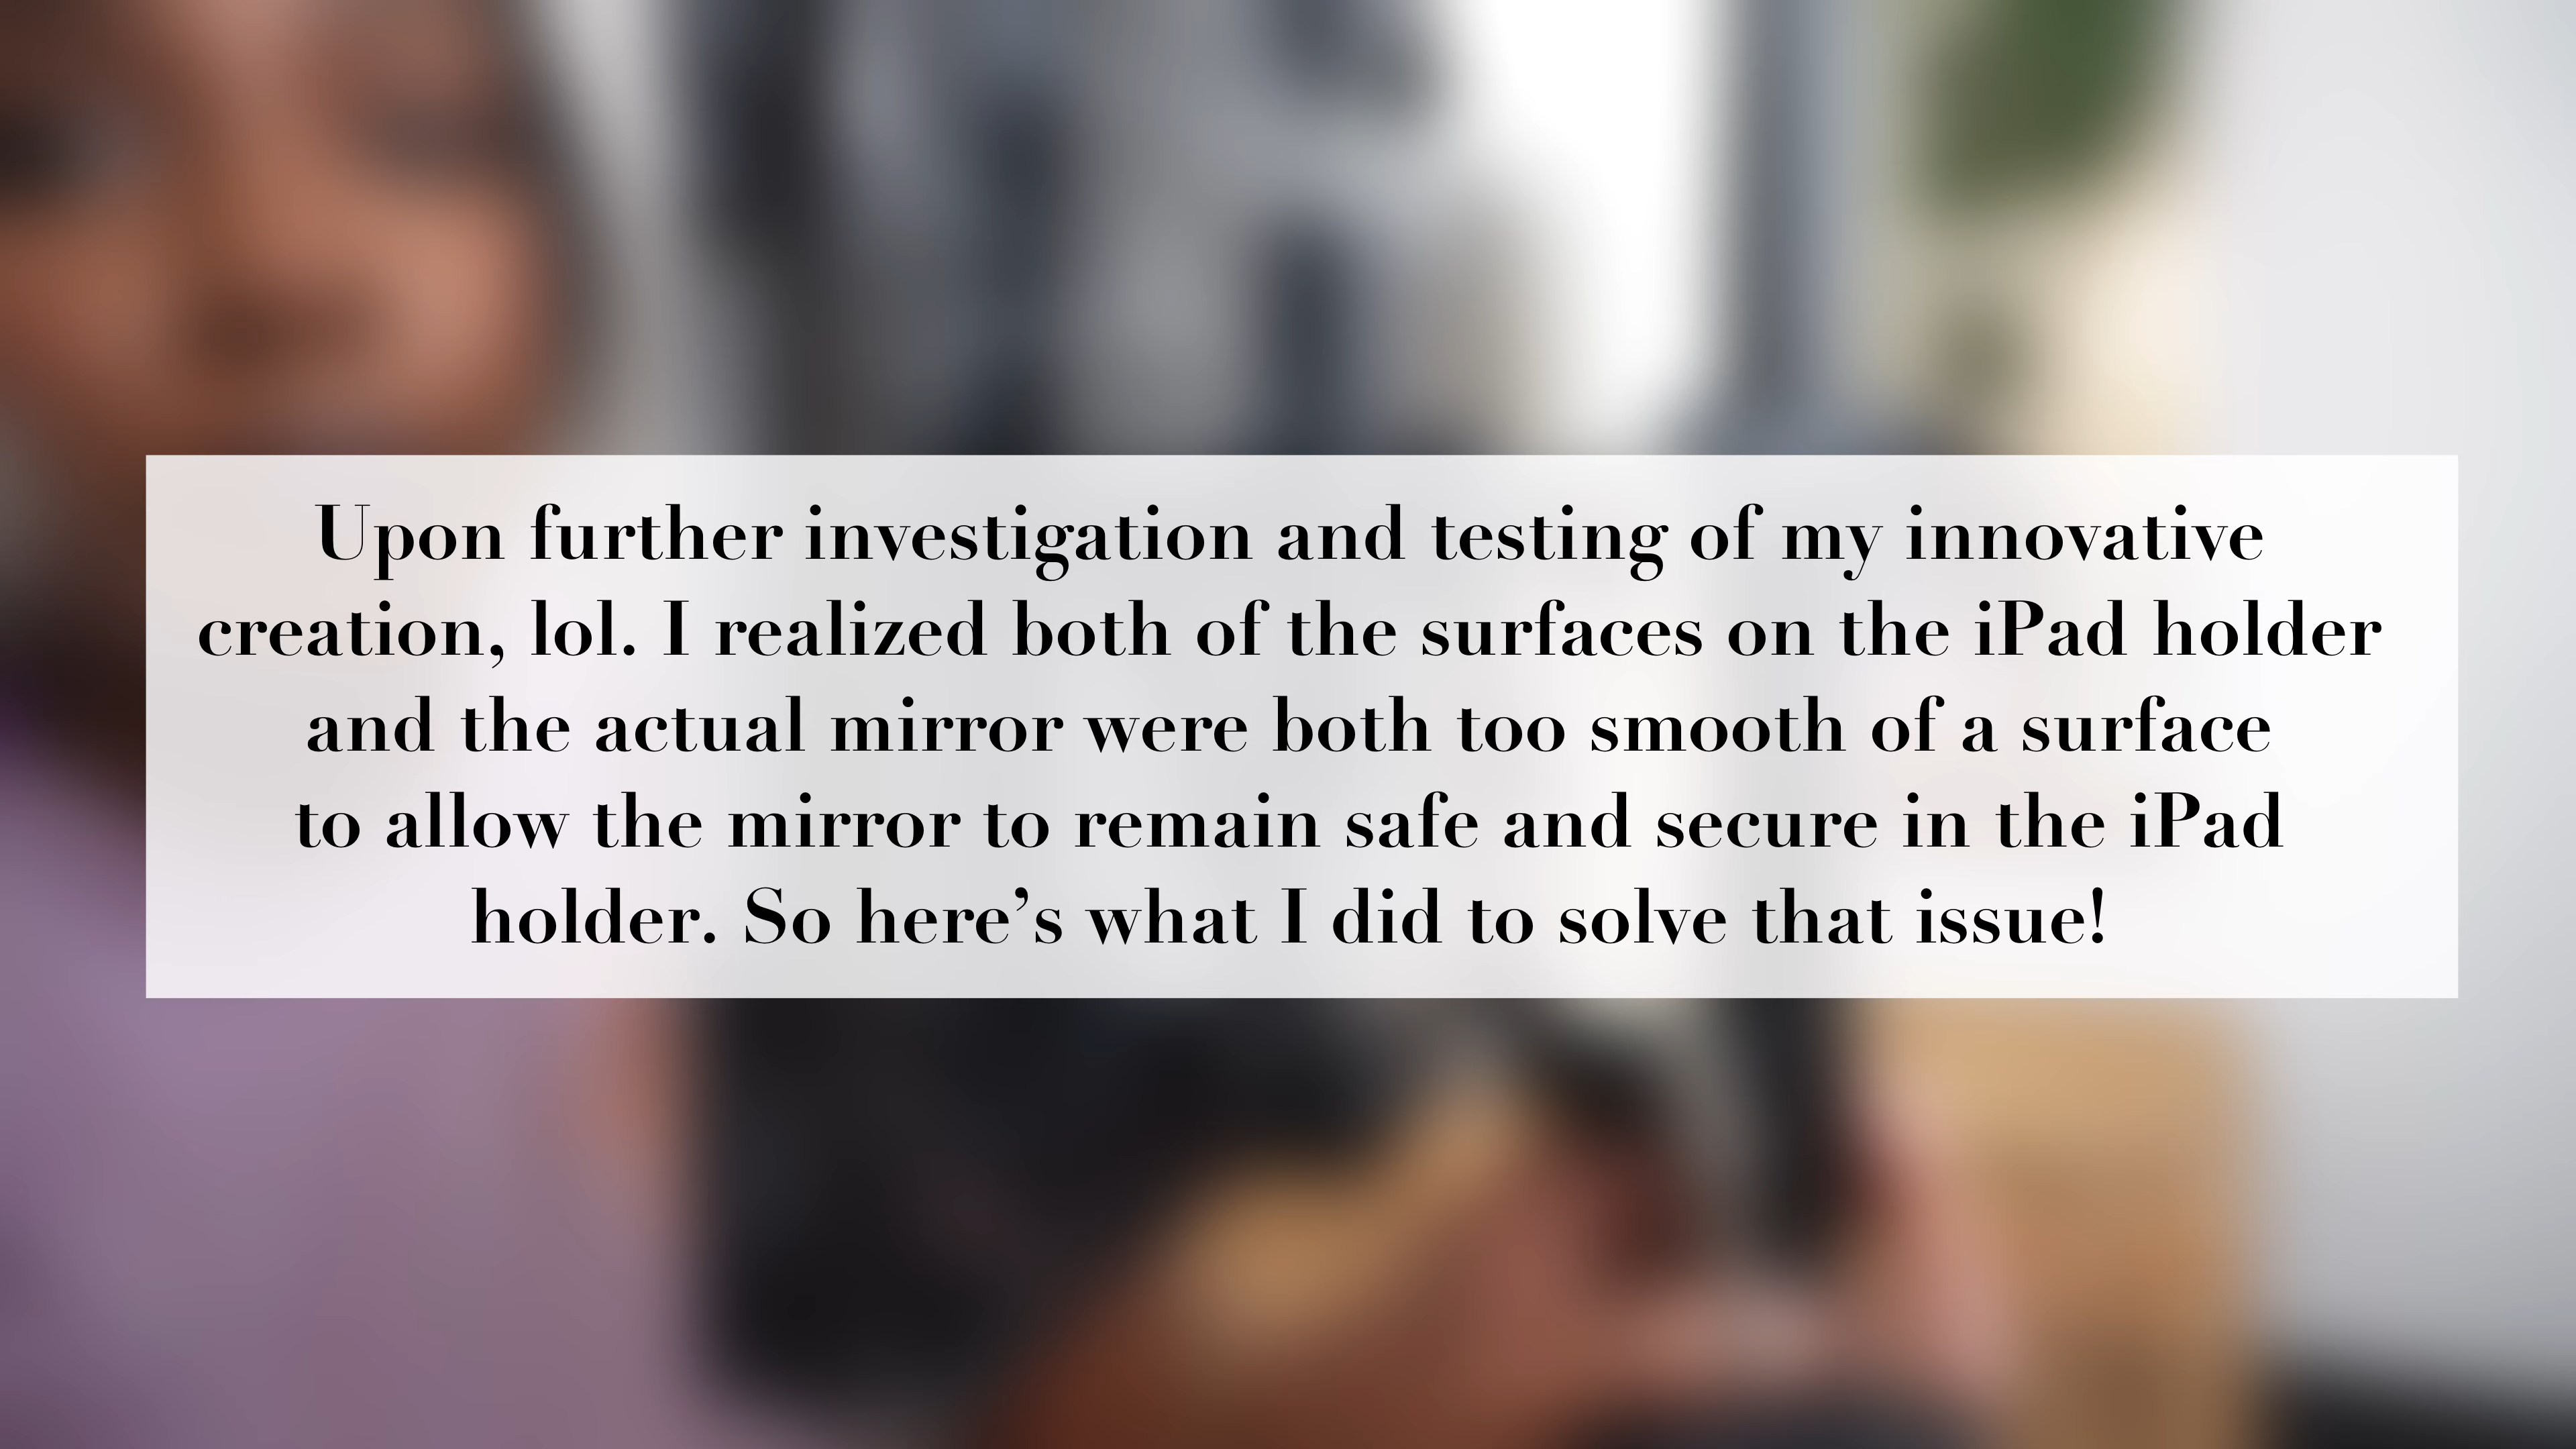 Upon further investigation and testing of my innovative
creation, lol. I realized both of the surfaces on the iPad holder
and the actual mirror were both too smooth of a surface
to allow the mirror to remain safe and secure in the iPad
holder. So here’s what I did to solve that issue!